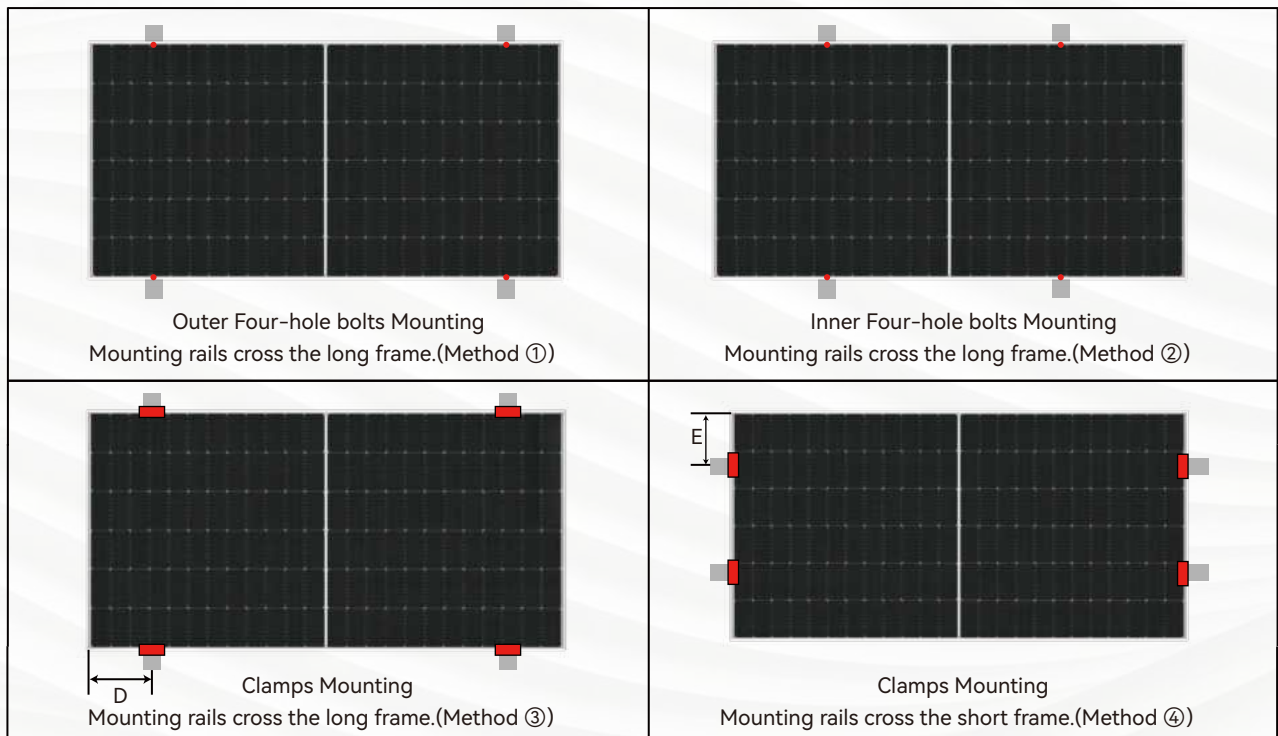 Outer Four-hole bolts Mounting
Mounting rails cross the long frame.(Method ①)
Inner Four-hole bolts Mounting
Mounting rails cross the long frame.(Method ②)
D
Clamps Mounting
Mounting rails cross the long frame.(Method ③)
E
Clamps Mounting
Mounting rails cross the short frame.(Method ④)